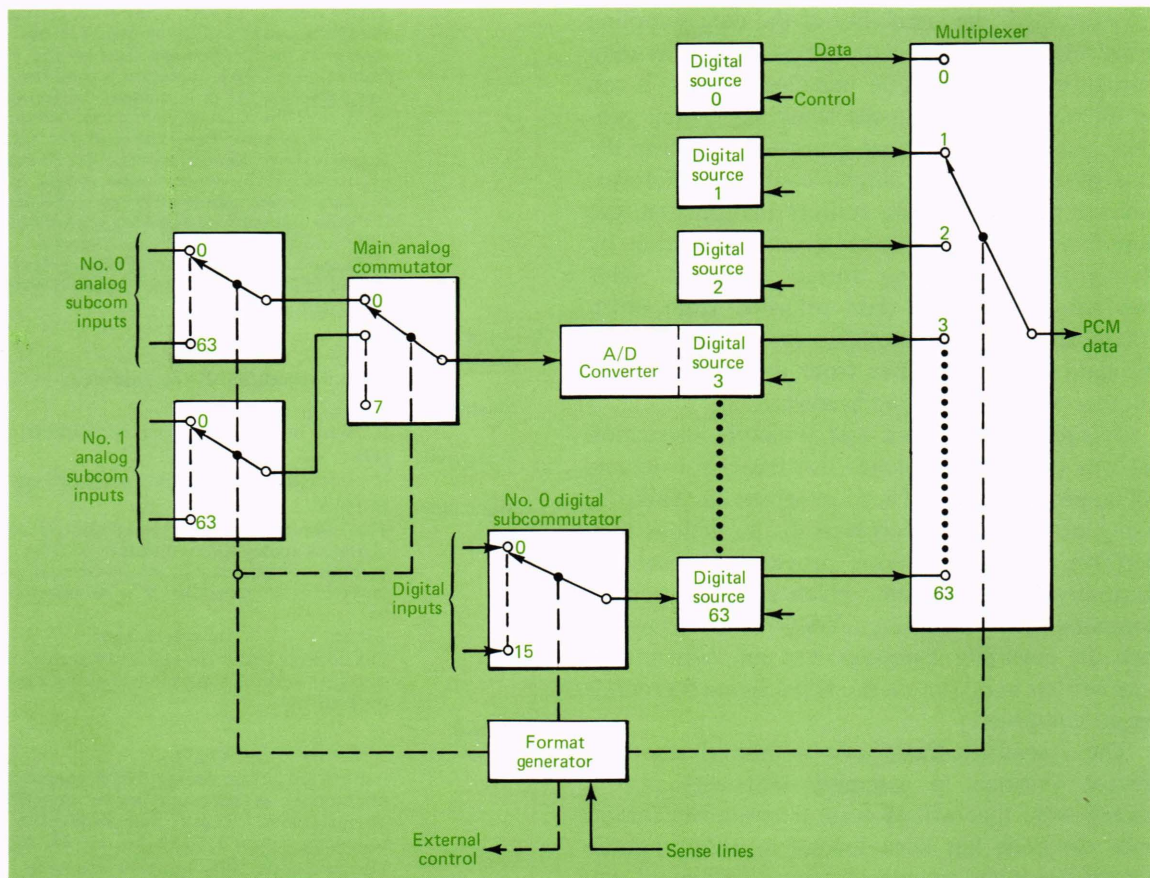 Multiplexer
Digital
source
0
Data
Control
0
Digital
source
1
1
Digital
source
2
2
No. 0
analog
subcom
inputs
0
63
Main analog
commutator
0
7
A/D
Converter
Digital
source
3
3
PCM
data
No. 1
analog
subcom
inputs
0
63
No. 0 digital
subcommutator
Digital
inputs
0
15
Digital
source
63
63
Format
generator
External
control
Sense lines